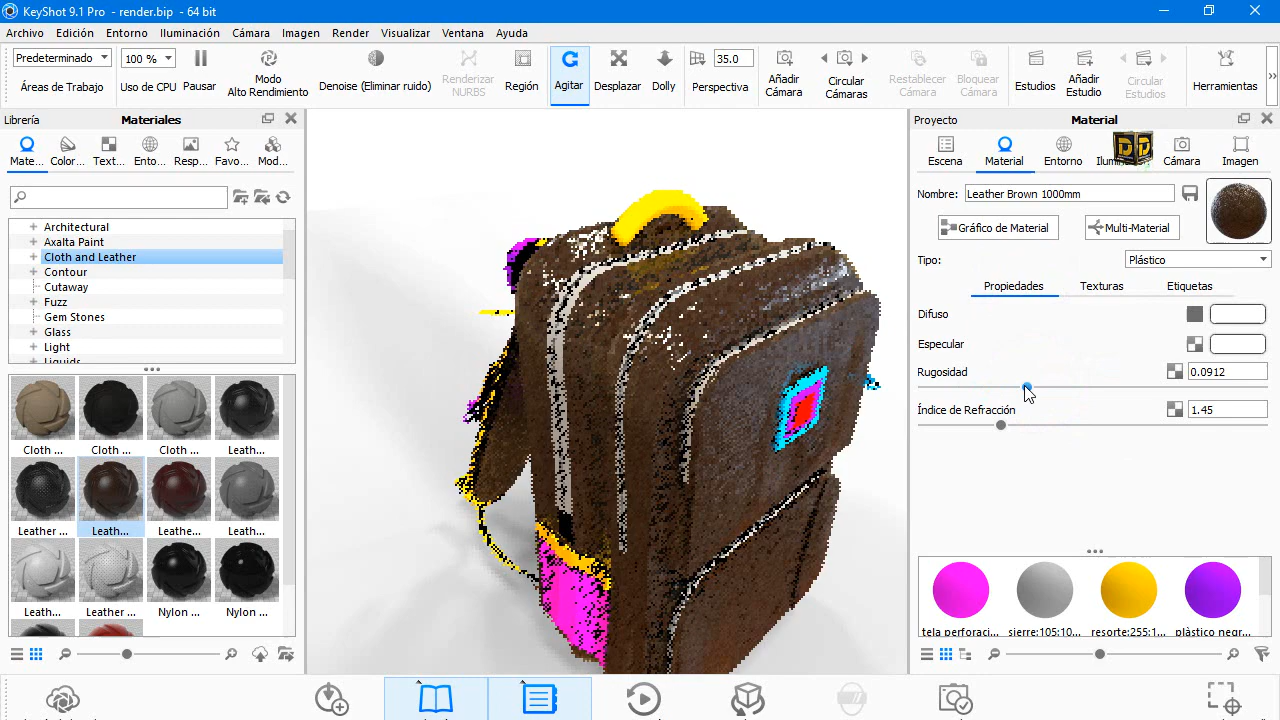 KeyShot 9.1 Pro - render.bip - 64 bit
Archivo Edición Entorno Iluminación Cámara Imagen Render Visualizar Ventana Ayuda
Predeterminado 100 % 35.0
Áreas de Trabajo Uso de CPU Pausar Modo Alto Rendimiento Denoise (Eliminar ruido) Renderizar NURBS Región Agitar Desplazar Dolly Perspectiva Añadir Cámara Circular Cámaras Restablecer Cámara Bloquear Cámara Estudios Añadir Estudio Circular Estudios Herramientas
Librería Materiales
Mate... Color... Text... Ento... Resp... Favo... Mod...
Architectural
Axalta Paint
Cloth and Leather
Contour
Cutaway
Fuzz
Gem Stones
Glass
Light
Liquids
Cloth ... Cloth ... Cloth ... Leath...
Leather ... Leath... Leathe... Leath...
Leath... Leather ... Nylon ... Nylon ...
Proyecto Material
Escena Material Entorno Cámara Imagen
Nombre: Leather Brown 1000mm
Gráfico de Material Multi-Material
Tipo: Plástico
Propiedades Texturas Etiquetas
Difuso
Especular
Rugosidad 0.0912
Índice de Refracción 1.45
tela perforaci... sierre:105:10... resorte:255:1... plàstico negr...